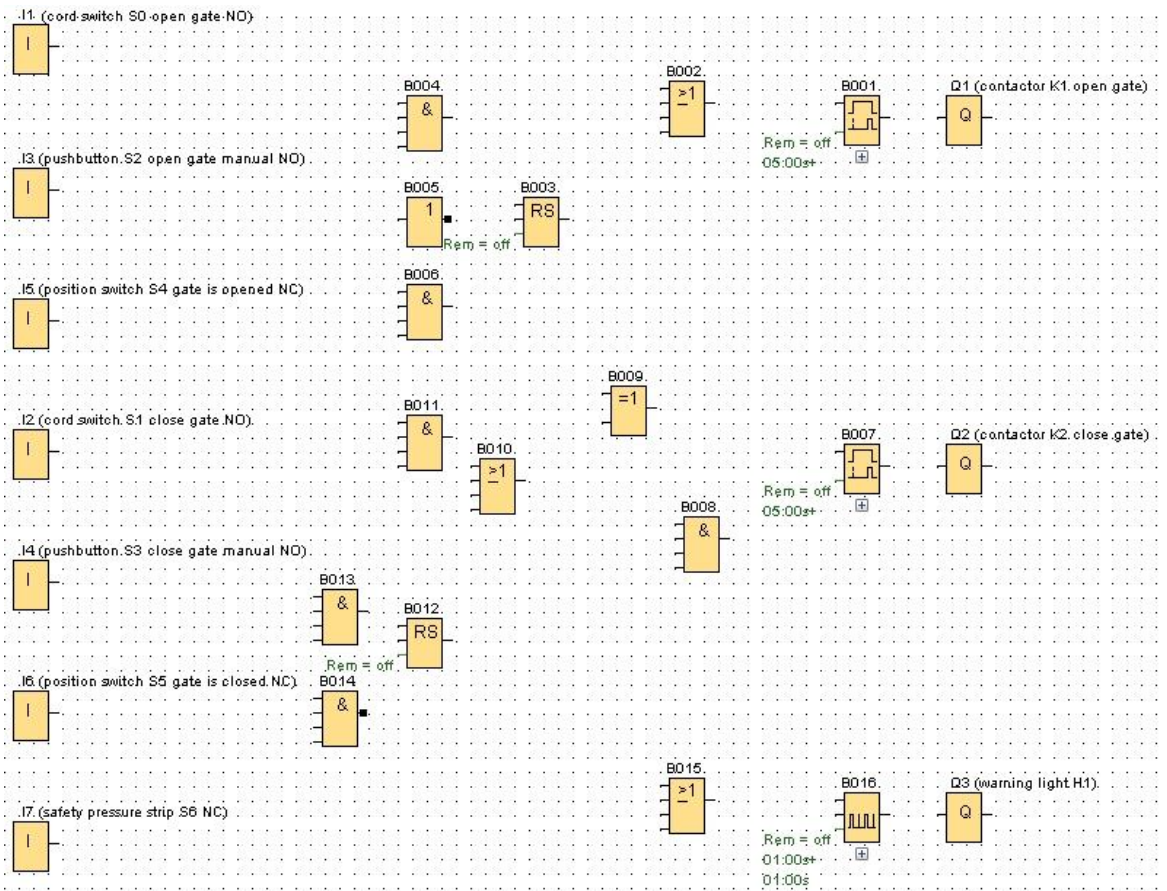 I1 (cord switch S0 open gate NO)
I
B004
&
B002
>1
B001
Rem = off
05:00s+
Q1 (contactor K1 open gate)
Q
I3 (pushbutton S2 open gate manual NO)
I
B005
1
Rem = off
B003
RS
I5 (position switch S4 gate is opened NC)
I
B006
&
B009
=1
I2 (cord switch S1 close gate NO)
I
B011
&
B010
>1
B007
Rem = off
05:00s+
Q2 (contactor K2 close gate)
Q
B008
&
I4 (pushbutton S3 close gate manual NO)
I
B013
&
B012
RS
Rem = off
I6 (position switch S5 gate is closed NC)
I
B014
&
B015
>1
B016
Rem = off
01:00s+
01:00s
Q3 (warning light H1)
Q
I7 (safety pressure strip S6 NC)
I